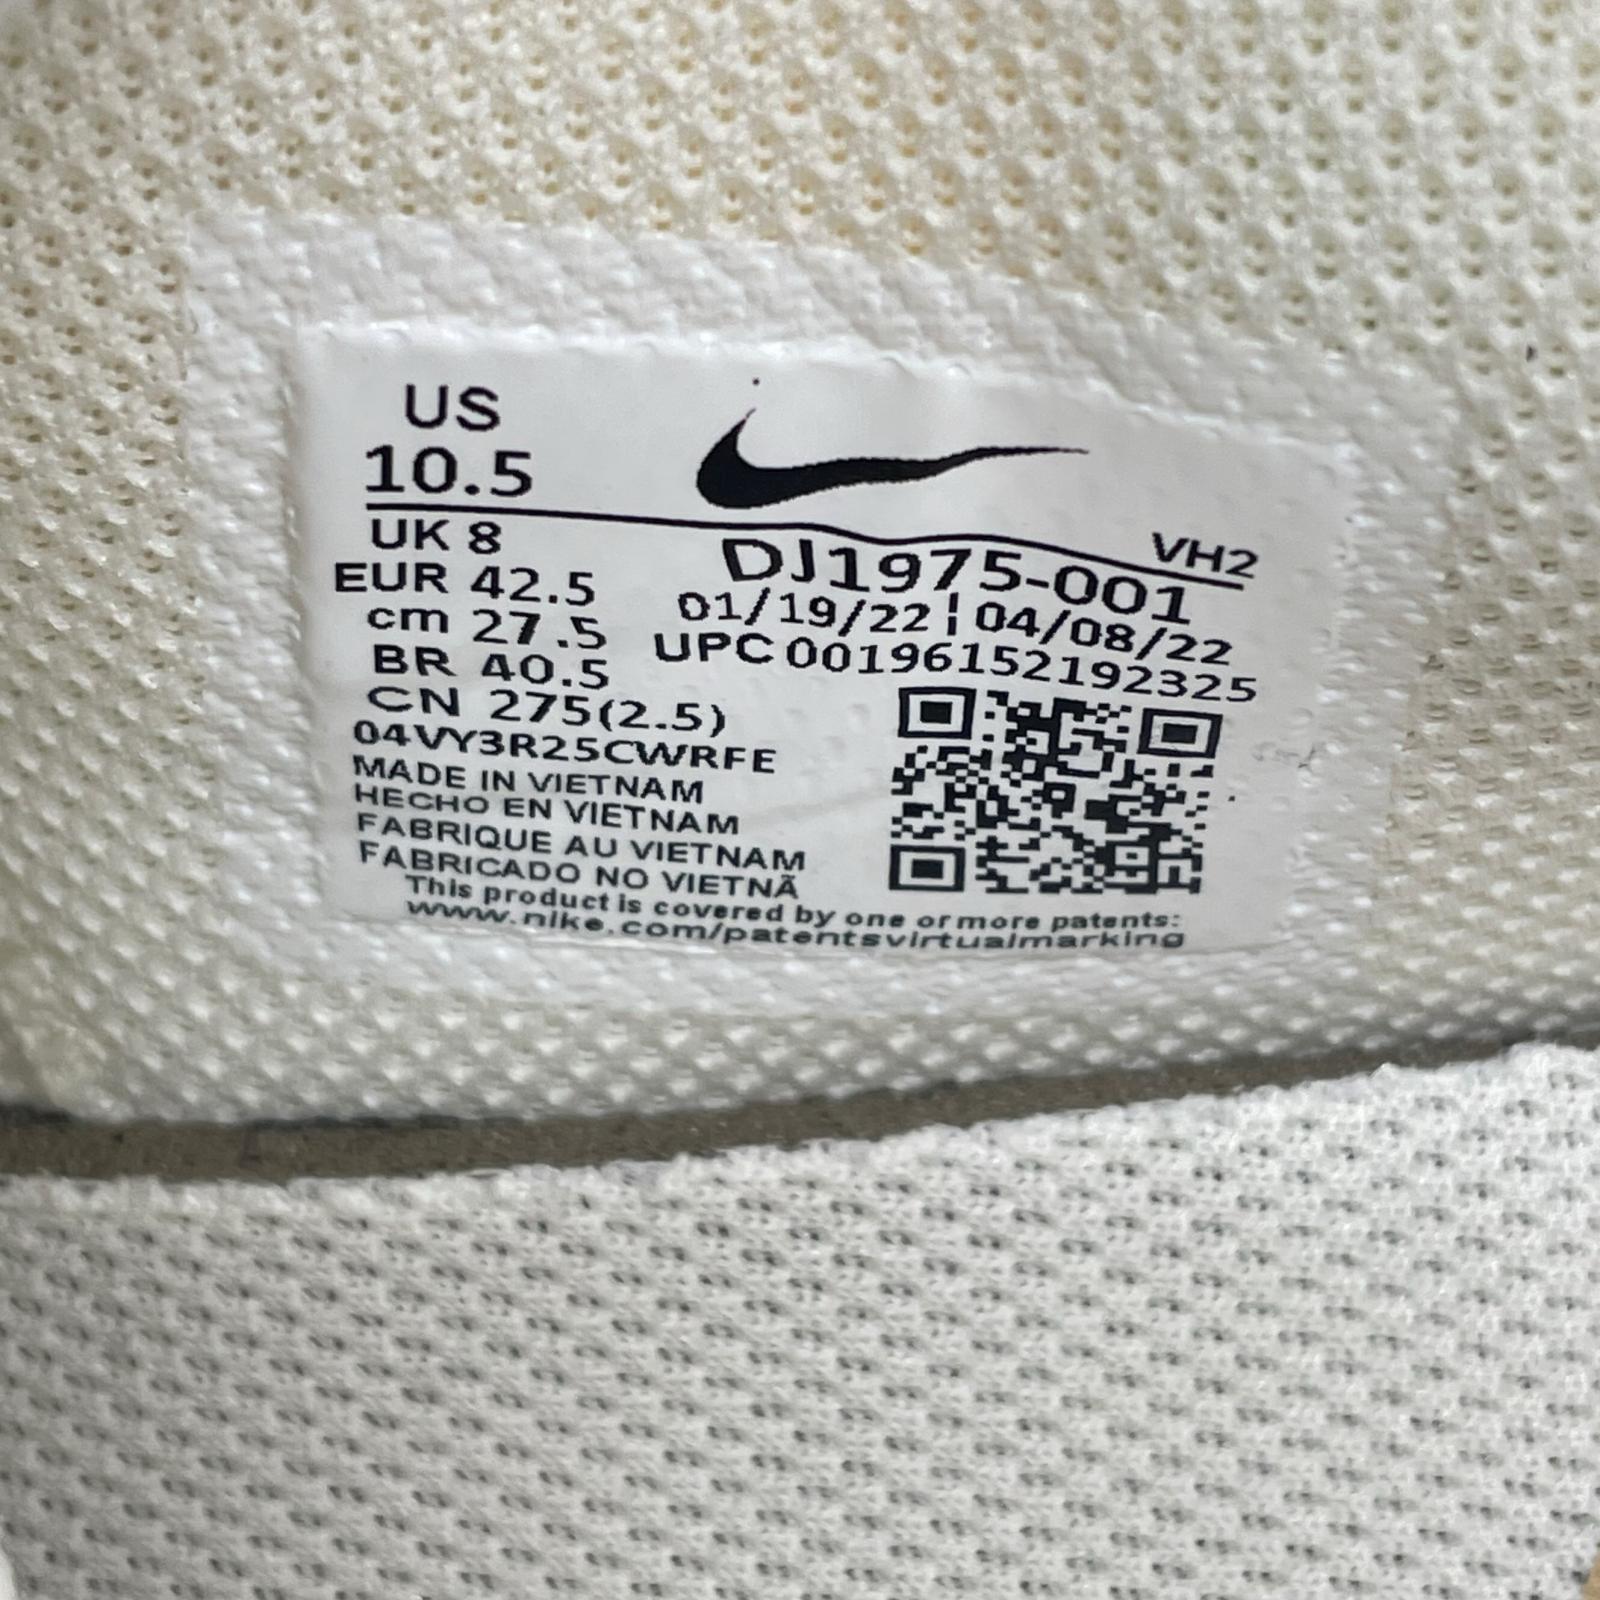 US
10.5
VH2
UK 8
DJ1975-001
EUR 42.5
01/19/22 ¦ 04/08/22
cm 27.5
UPC 00196152192325
BR 40.5
CN 275(2.5)
04VY3R25CWRFE
MADE IN VIETNAM
HECHO EN VIETNAM
FABRIQUE AU VIETNAM
FABRICADO NO VIETNÃ
This product is covered by one or more patents:
www.nike.com/patentsvirtualmarking